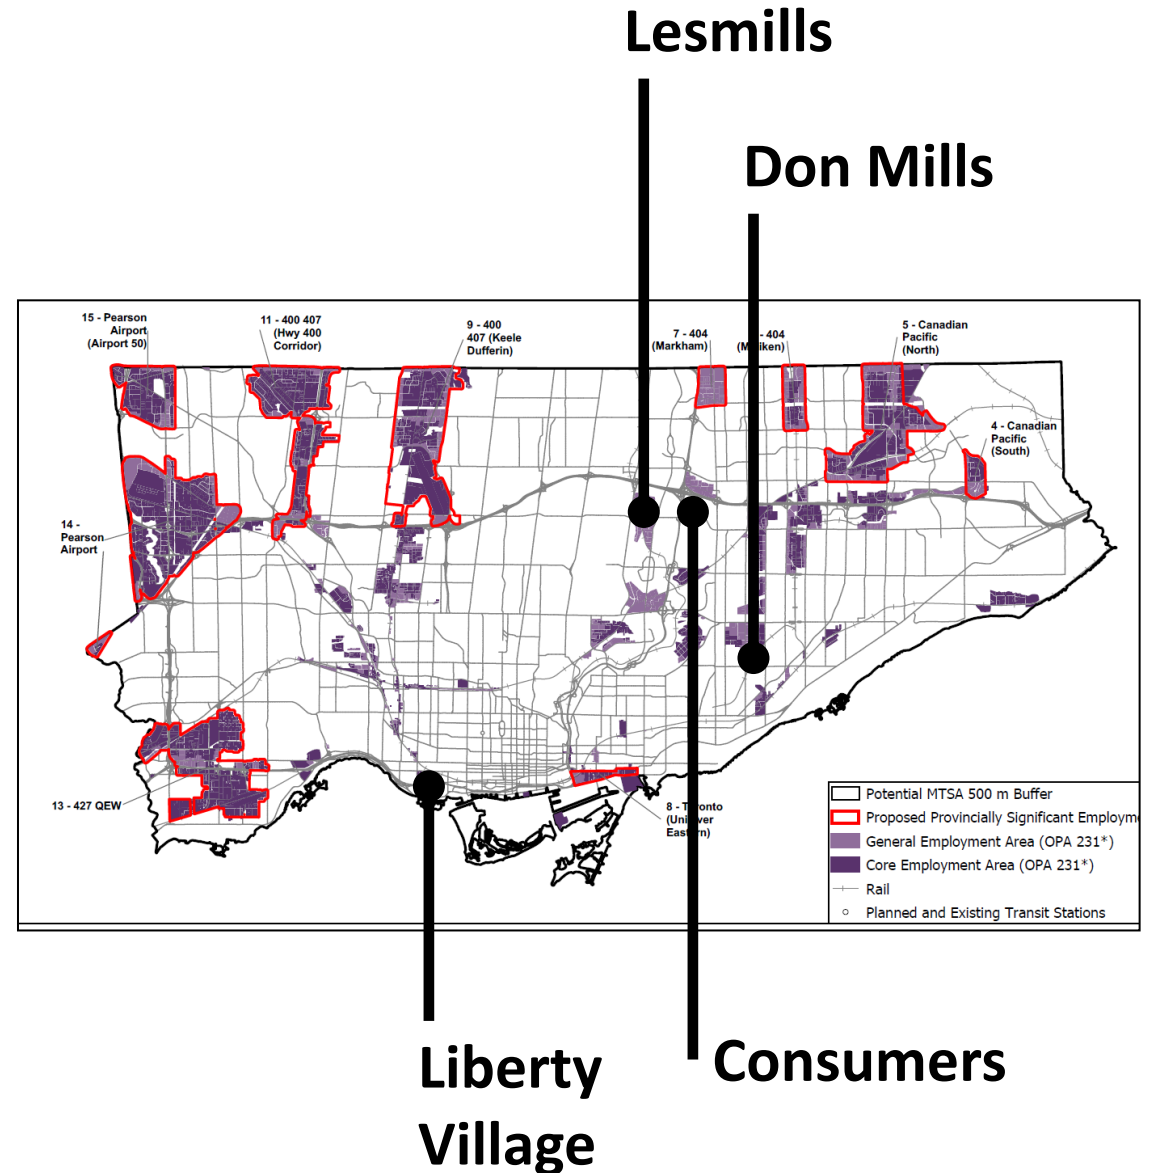 Lesmills
Don Mills
15 - Pearson
Airport
(Airport 50)
11 - 400 407
(Hwy 400
Corridor)
9 - 400
407 (Keele
Dufferin)
7 - 404
(Markham)
- 404
5 - Canadian
Pacific
(North)
4 - Canadian
Pacific
(South)
14 -
Pearson
Airport
13 - 427 QEW
8 - Toronto
(Unilever
Eastern)
Potential MTSA 500 m Buffer
Proposed Provincially Significant Employm
General Employment Area (OPA 231*)
Core Employment Area (OPA 231*)
Rail
Planned and Existing Transit Stations
Liberty
Village
Consumers